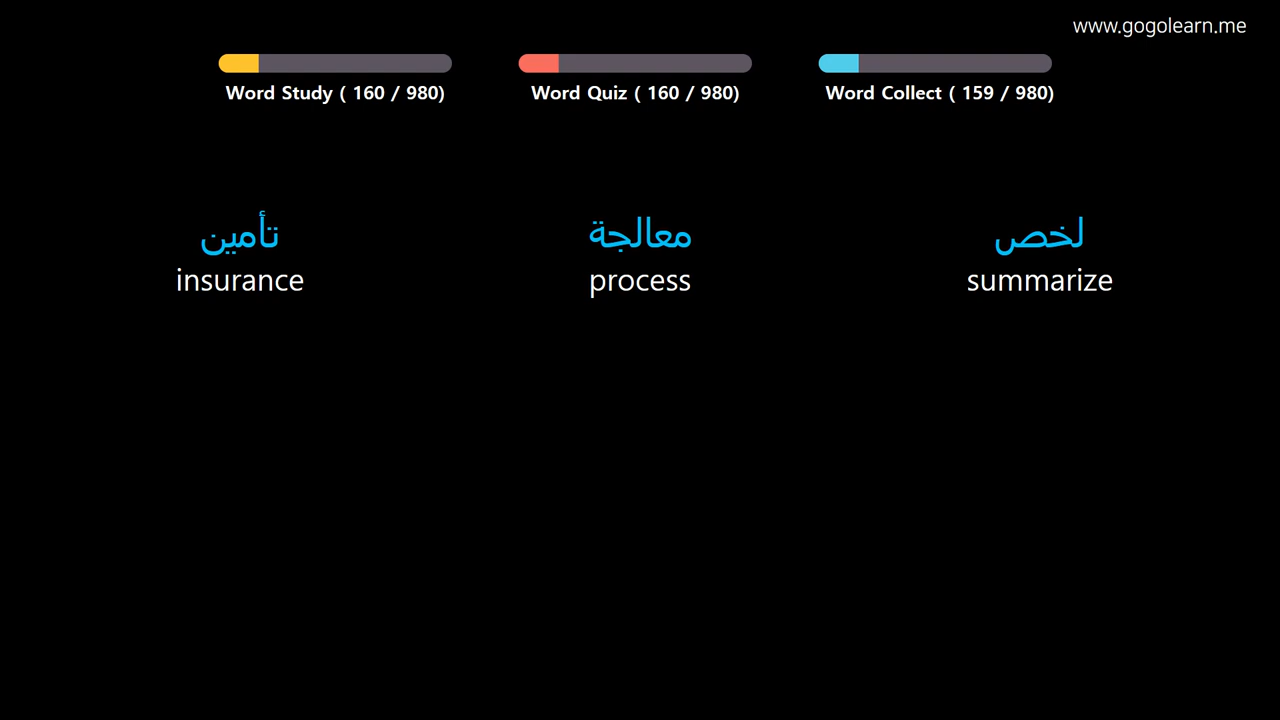 www.gogolearn.me
Word Study ( 160 / 980)
Word Quiz ( 160 / 980)
Word Collect ( 159 / 980)
تأمين
insurance
معالجة
process
لخص
summarize